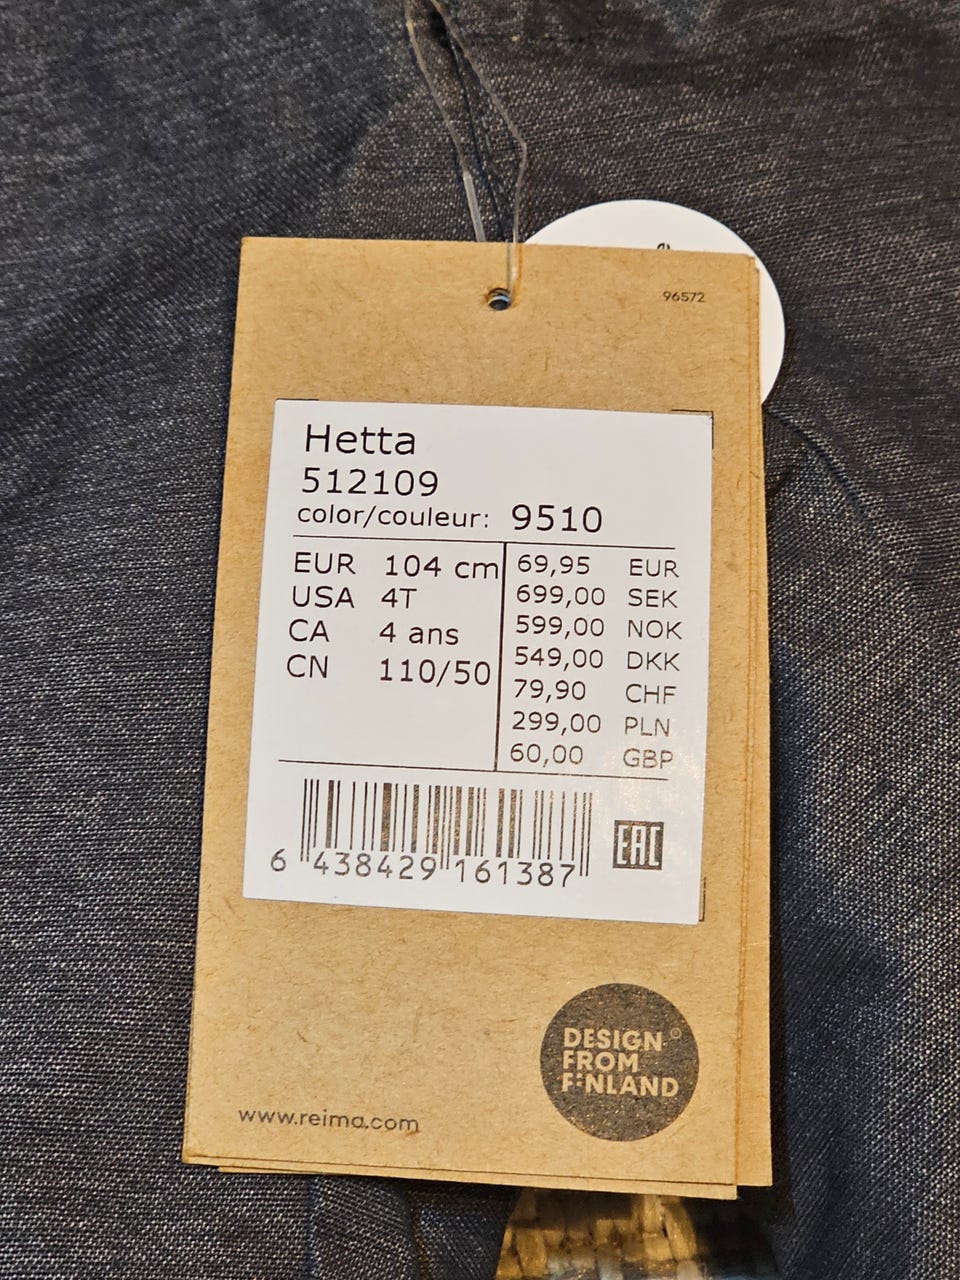 96572
Hetta
512109
color/couleur: 9510
EUR 104 cm
USA 4T
CA 4 ans
CN 110/50
69,95 EUR
699,00 SEK
599,00 NOK
549,00 DKK
79,90 CHF
299,00 PLN
60,00 GBP
6 438429 161387
EAC
DESIGN
FROM
FINLAND
©
www.reima.com